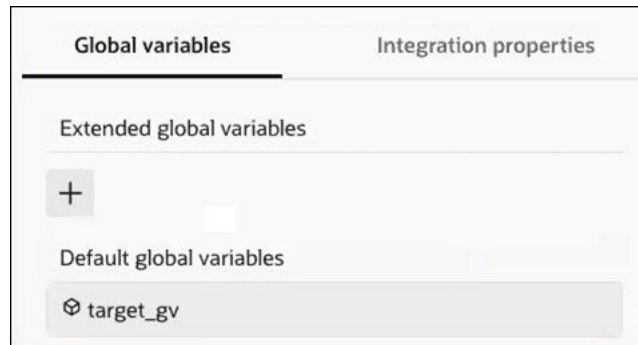 Global variables
Integration properties
Extended global variables
+
Default global variables
target_gv